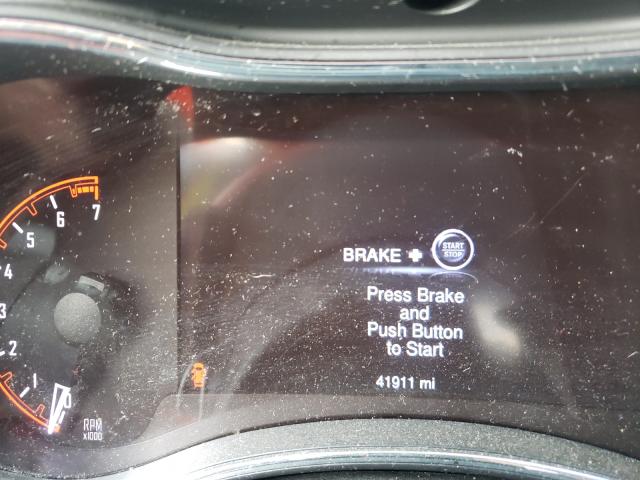 7
6
5
4
3
2
1
0
RPM
x1000
BRAKE +
START
STOP
Press Brake
and
Push Button
to Start
41911 mi